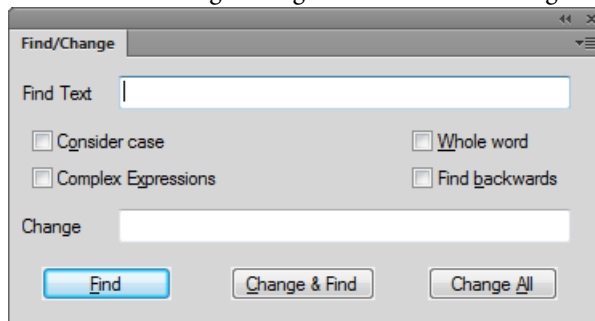 Find/Change
Find Text
Consider case
Whole word
Complex Expressions
Find backwards
Change
Find
Change & Find
Change All